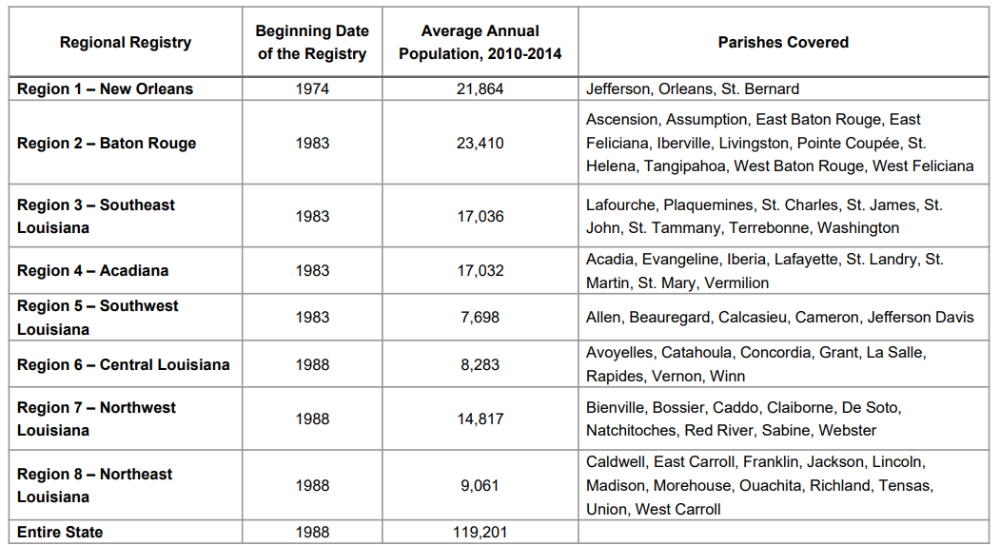 Regional Registry
Beginning Date
of the Registry
Average Annual
Population, 2010-2014
Parishes Covered
Region 1 – New Orleans
1974
21,864
Jefferson, Orleans, St. Bernard
Region 2 – Baton Rouge
1983
23,410
Ascension, Assumption, East Baton Rouge, East
Feliciana, Iberville, Livingston, Pointe Coupée, St.
Helena, Tangipahoa, West Baton Rouge, West Feliciana
Region 3 – Southeast
Louisiana
1983
17,036
Lafourche, Plaquemines, St. Charles, St. James, St.
John, St. Tammany, Terrebonne, Washington
Region 4 – Acadiana
1983
17,032
Acadia, Evangeline, Iberia, Lafayette, St. Landry, St.
Martin, St. Mary, Vermilion
Region 5 – Southwest
Louisiana
1983
7,698
Allen, Beauregard, Calcasieu, Cameron, Jefferson Davis
Region 6 – Central Louisiana
1988
8,283
Avoyelles, Catahoula, Concordia, Grant, La Salle,
Rapides, Vernon, Winn
Region 7 – Northwest
Louisiana
1988
14,817
Bienville, Bossier, Caddo, Claiborne, De Soto,
Natchitoches, Red River, Sabine, Webster
Region 8 – Northeast
Louisiana
1988
9,061
Caldwell, East Carroll, Franklin, Jackson, Lincoln,
Madison, Morehouse, Ouachita, Richland, Tensas,
Union, West Carroll
Entire State
1988
119,201